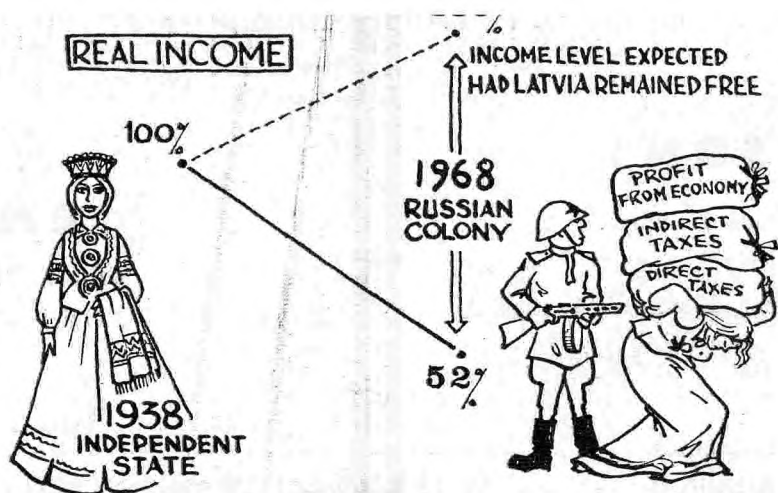 REAL INCOME
%
INCOME LEVEL EXPECTED
HAD LATVIA REMAINED FREE
100%
1968
RUSSIAN
COLONY
PROFIT
FROM ECONOMY
INDIRECT
TAXES
DIRECT
TAXES
52%
1938
INDEPENDENT
STATE